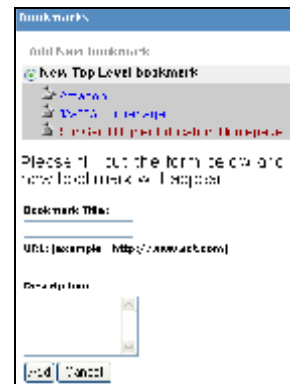 Bookmarks
Add New bookmark
New Top Level bookmark
Amazon
Please fill out the form below and
new bookmark will appear
Bookmark Title:
URL: (example http://www.act.com)
Description:
Add Cancel